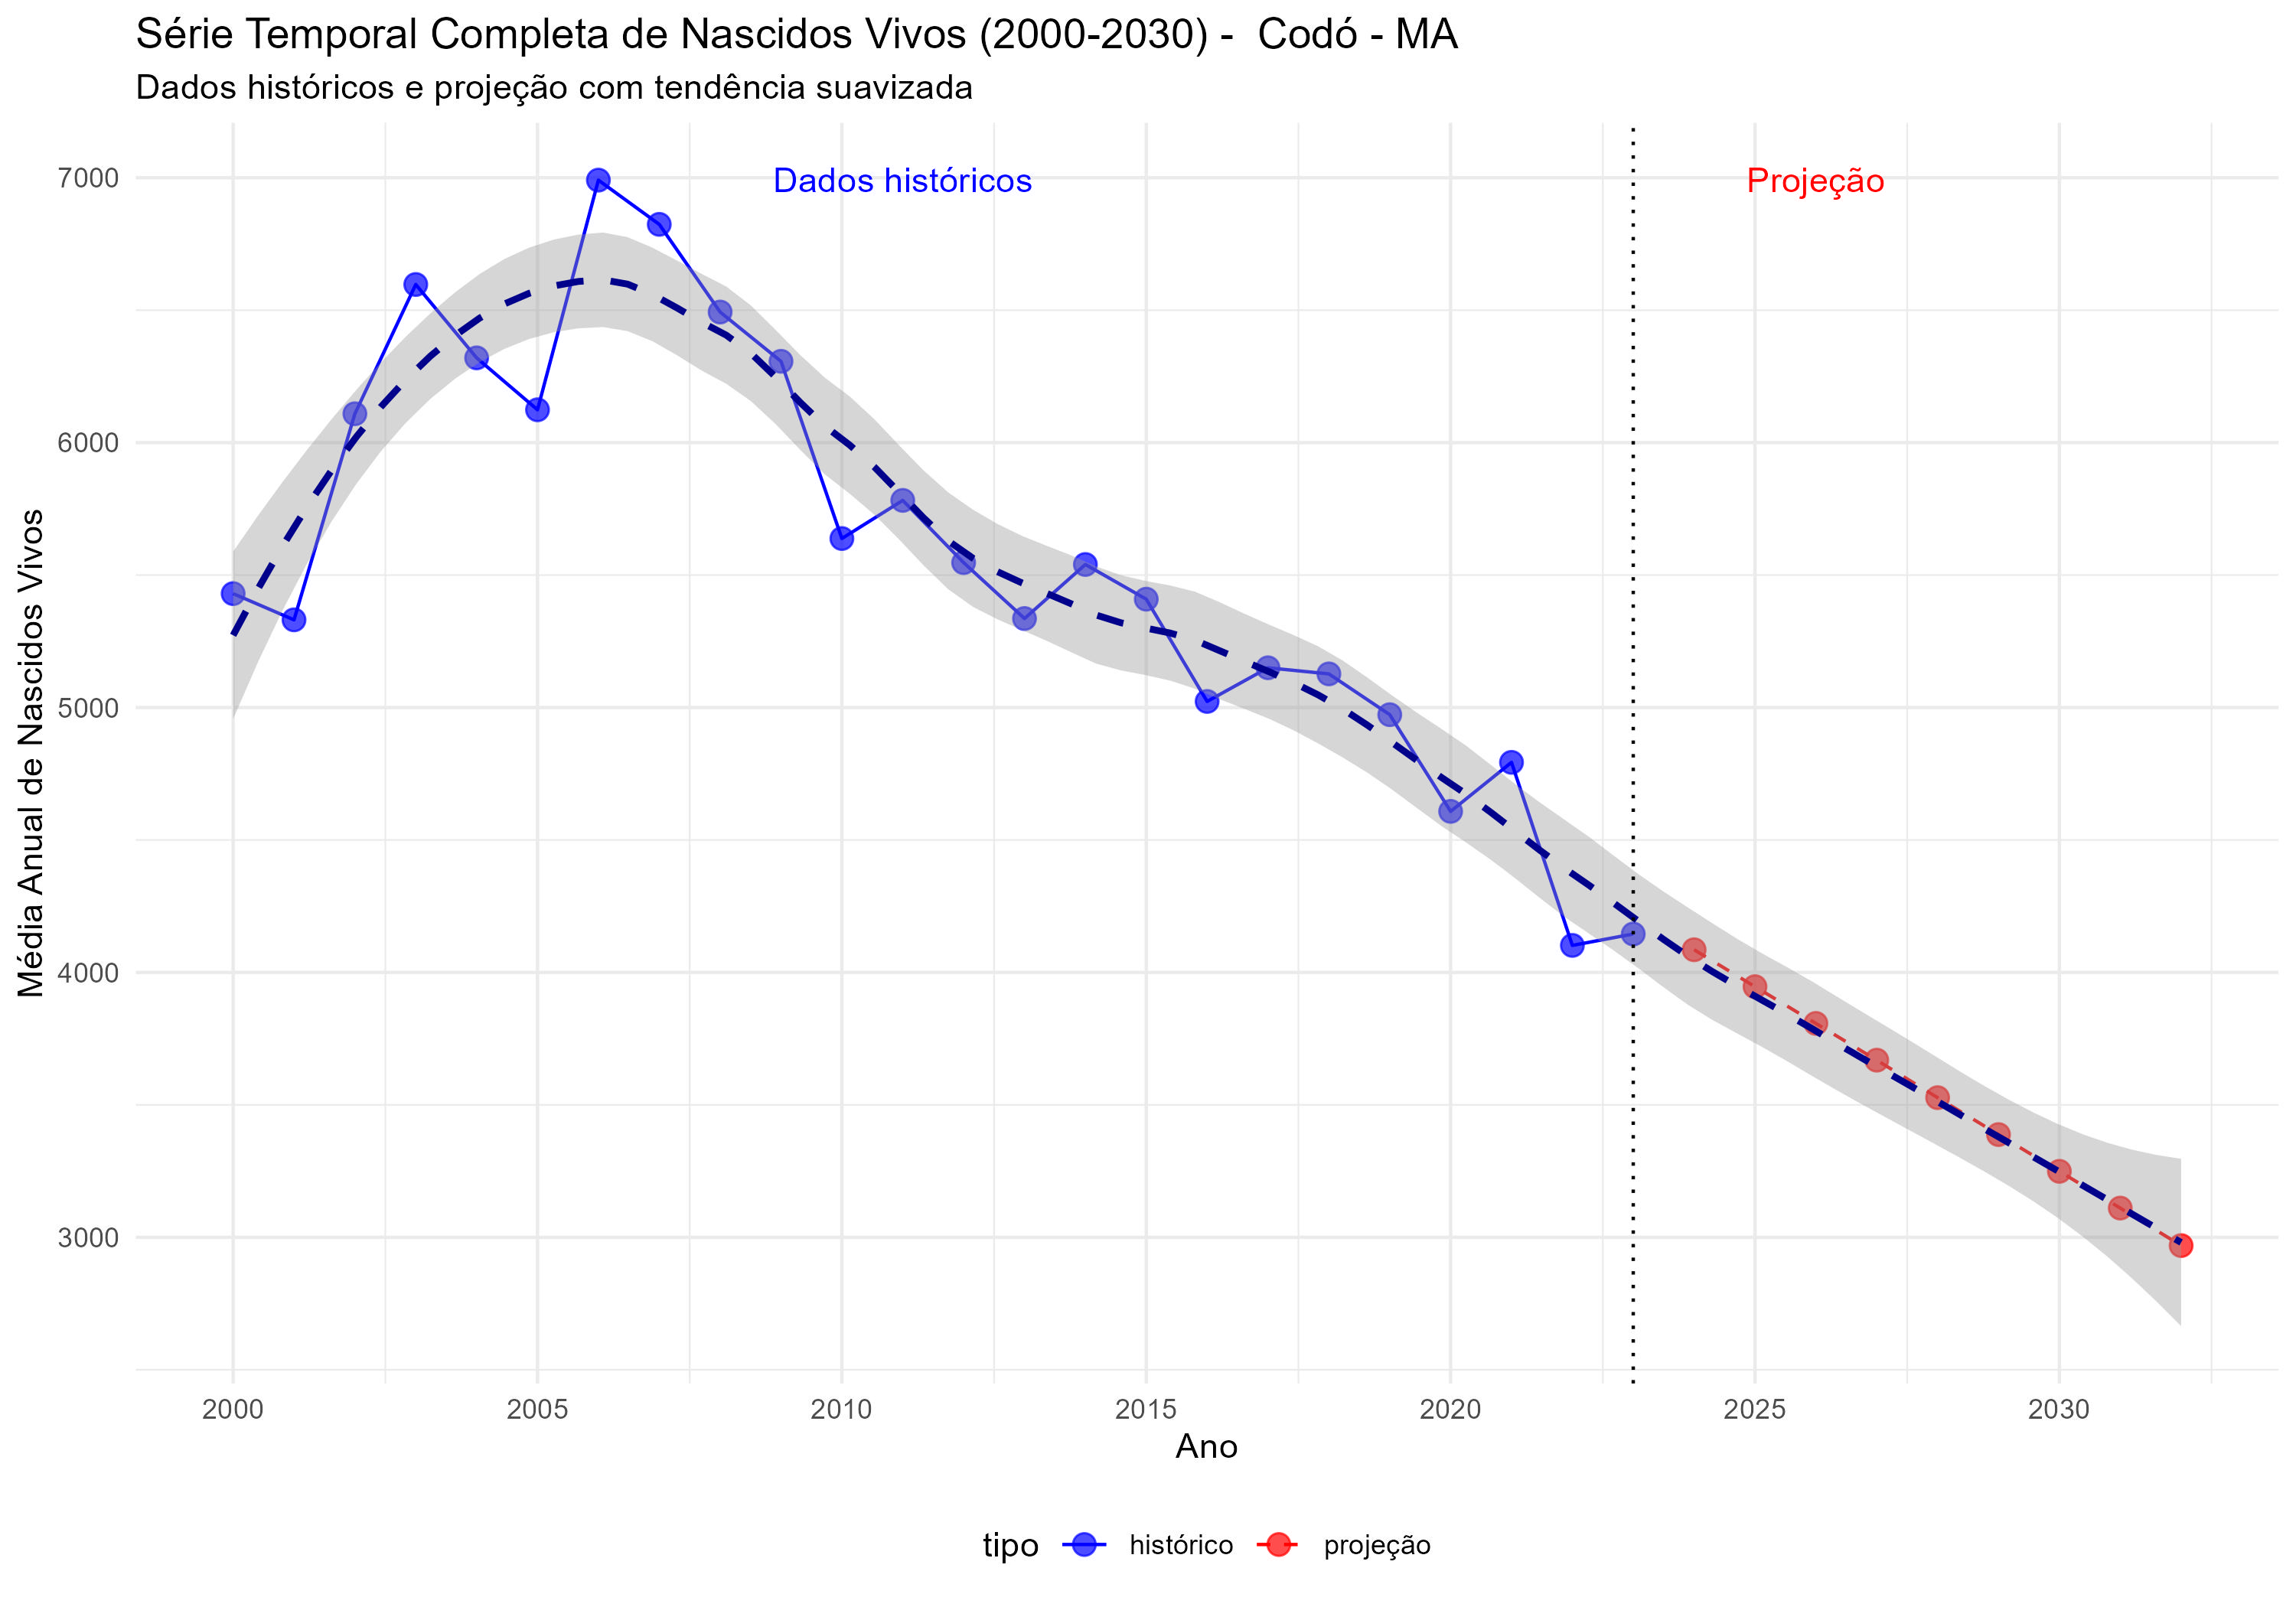 Série Temporal Completa de Nascidos Vivos (2000-2030) -  Codó - MA
Dados históricos e projeção com tendência suavizada
Dados históricos
Projeção
Média Anual de Nascidos Vivos
7000
6000
5000
4000
3000
2000 2005 2010 2015 2020 2025 2030
Ano
tipo histórico projeção